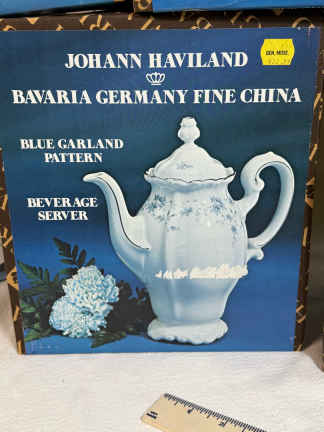 JOHANN HAVILAND
BAVARIA GERMANY FINE CHINA
BLUE GARLAND
PATTERN
BEVERAGE
SERVER